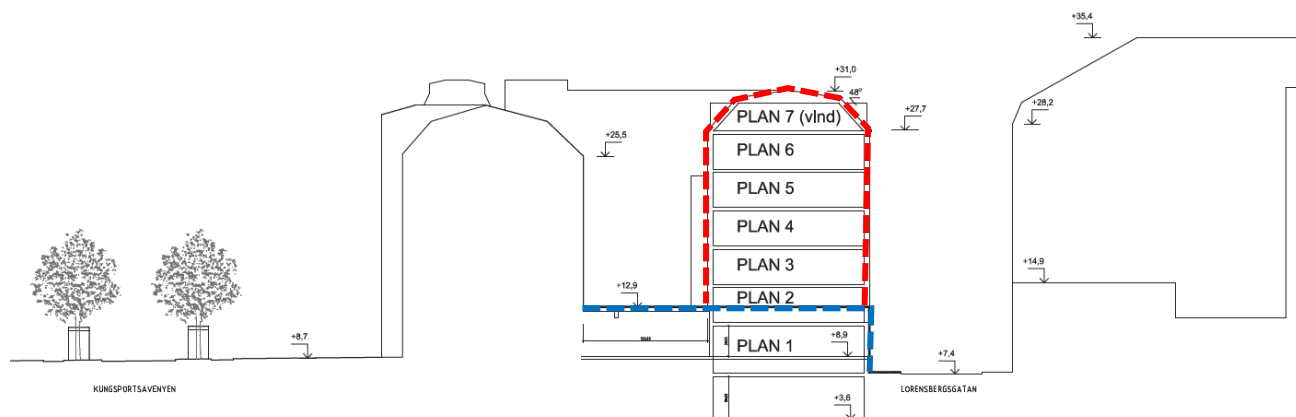 +35,4
+31,0
48°
+28,2
+27,7
PLAN 7 (vInd)
+25,5
PLAN 6
PLAN 5
PLAN 4
PLAN 3
+14,9
+12,9
PLAN 2
+8,7
PLAN 1
+8,9
+7,4
KUNGSPORTSAVENYEN
LORENSBERGSGATAN
+3,6